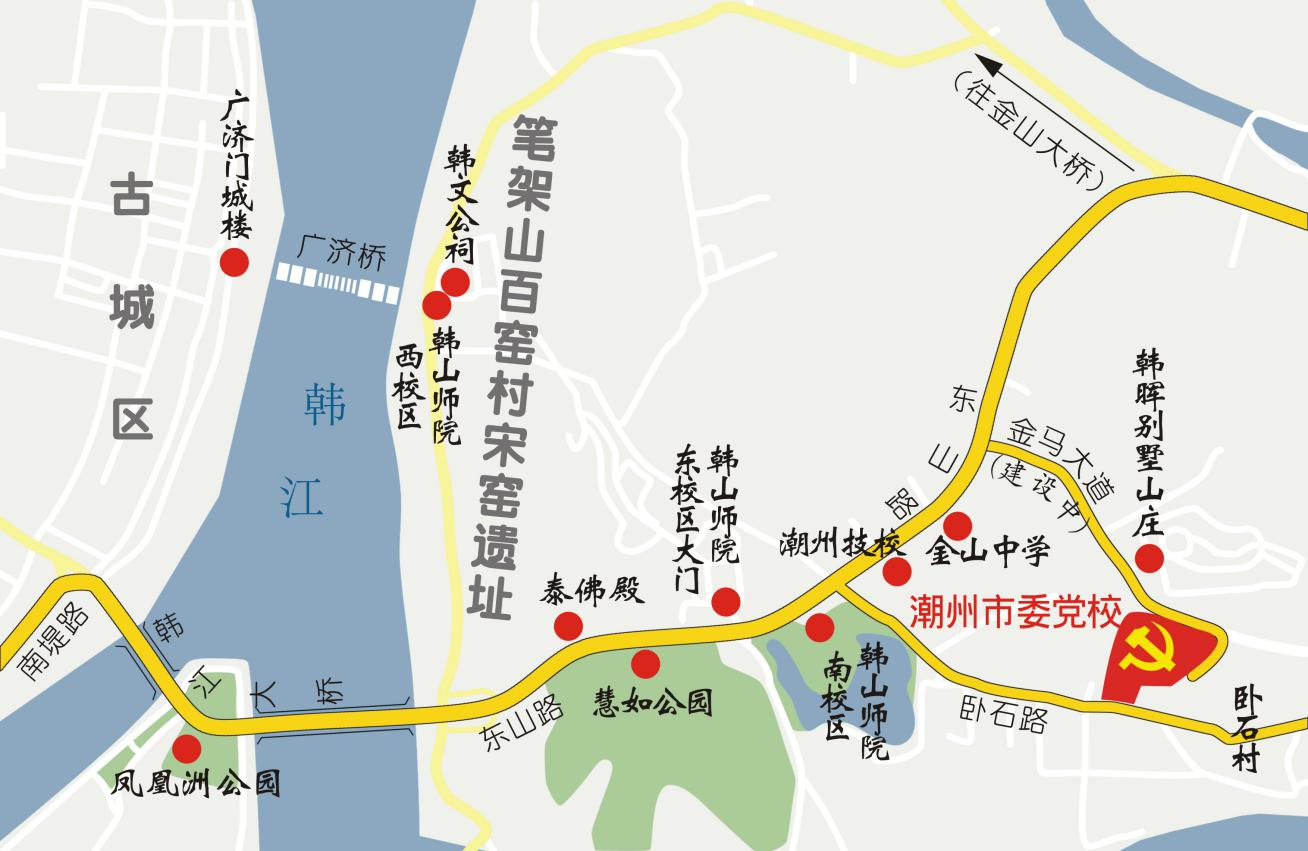 古城区
广济门城楼
广济桥
韩江
韩文公祠
韩山师院
西校区
笔架山百窑村宋窑遗址
(往金山大桥)
东山路
金马大道
(建设中)
韩晖别墅山庄
韩山师院
东校区大门
潮州技校
金山中学
潮州市委党校
泰佛殿
慧如公园
韩山师院
南校区
卧石路
卧石村
东山路
南堤路
韩江大桥
凤凰洲公园